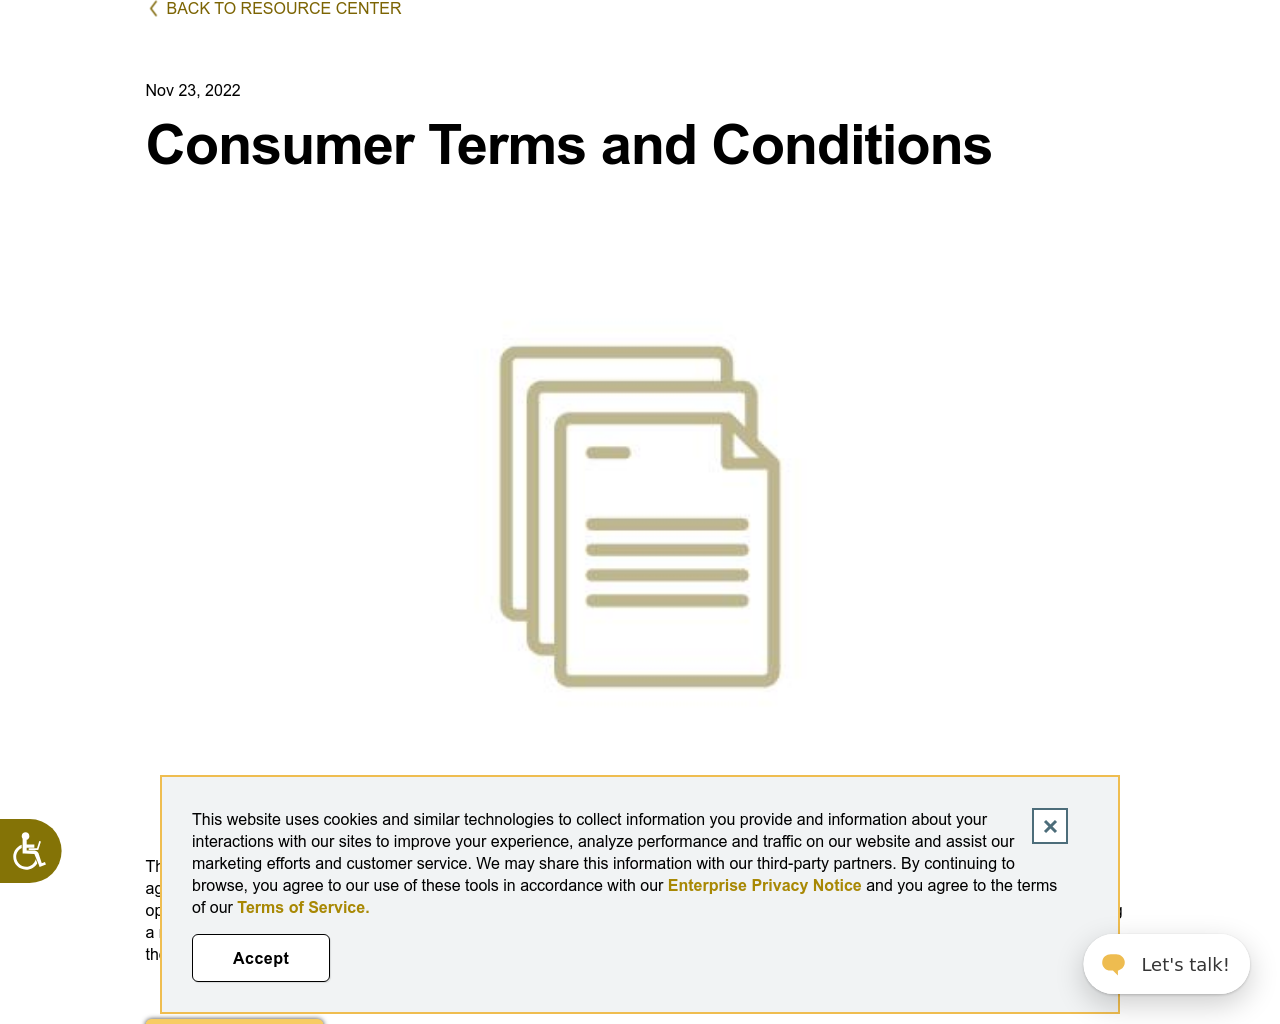 BACK TO RESOURCE CENTER
Nov 23, 2022
Consumer Terms and Conditions
This website uses cookies and similar technologies to collect information you provide and information about your
interactions with our sites to improve your experience, analyze performance and traffic on our website and assist our
marketing efforts and customer service. We may share this information with our third-party partners. By continuing to
browse, you agree to our use of these tools in accordance with our Enterprise Privacy Notice and you agree to the terms
of our Terms of Service.
a
Accept
Let's talk!